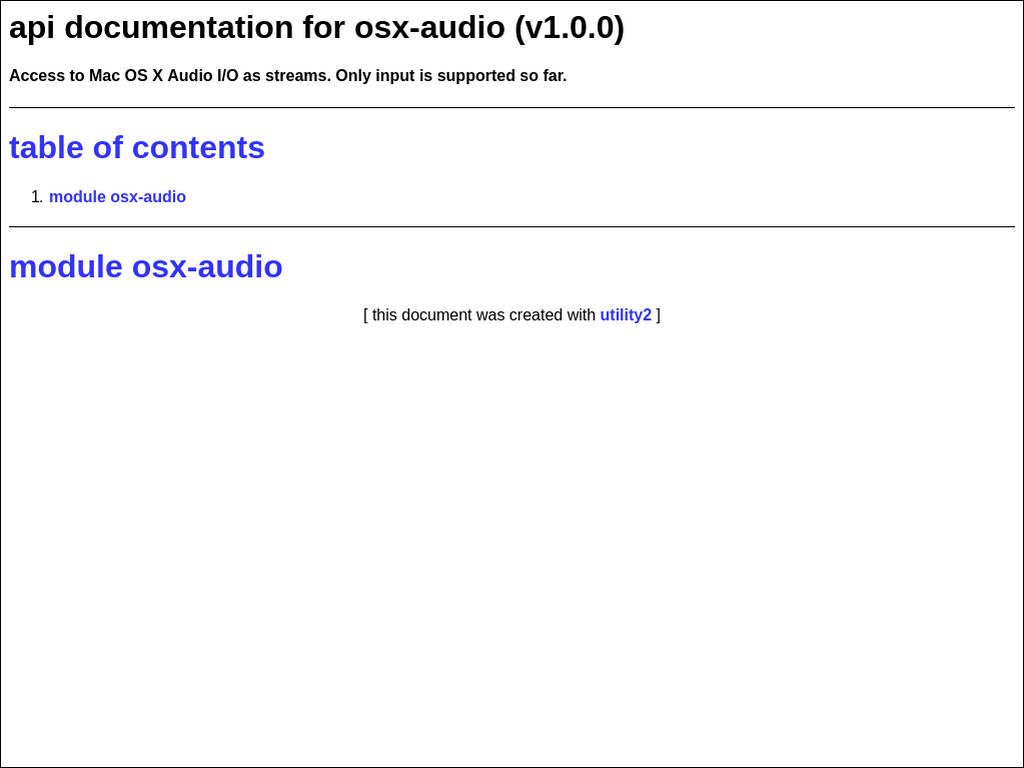 api documentation for osx-audio (v1.0.0)
Access to Mac OS X Audio I/O as streams. Only input is supported so far.
table of contents
1. module osx-audio
module osx-audio
[ this document was created with utility2 ]